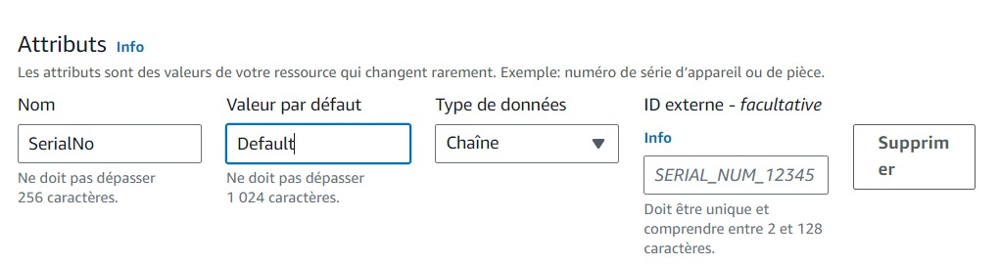 Attributs Info
Les attributs sont des valeurs de votre ressource qui changent rarement. Exemple: numéro de série d'appareil ou de pièce.
Nom
SerialNo
Ne doit pas dépasser
256 caractères.
Valeur par défaut
Default
Ne doit pas dépasser
1 024 caractères.
Type de données
Chaîne
ID externe - facultative
Info
SERIAL_NUM_12345
Doit être unique et
comprendre entre 2 et 128
caractères.
Supprim
er